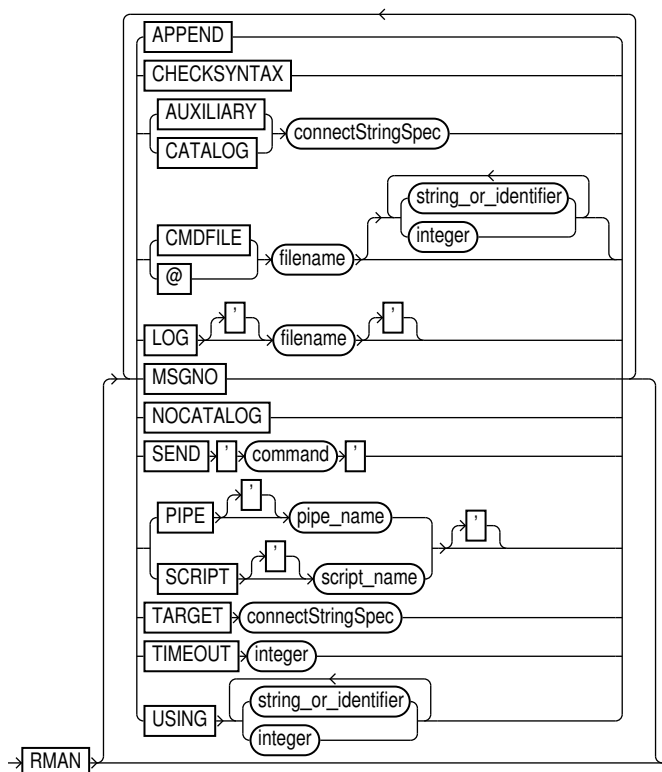 APPEND
CHECKSYNTAX
AUXILIARY
CATALOG connectStringSpec
CMDFILE
@ filename string_or_identifier
integer
LOG ' filename '
MSGNO
NOCATALOG
SEND ' command '
PIPE ' pipe_name
SCRIPT ' script_name '
TARGET connectStringSpec
TIMEOUT integer
USING string_or_identifier
integer
RMAN